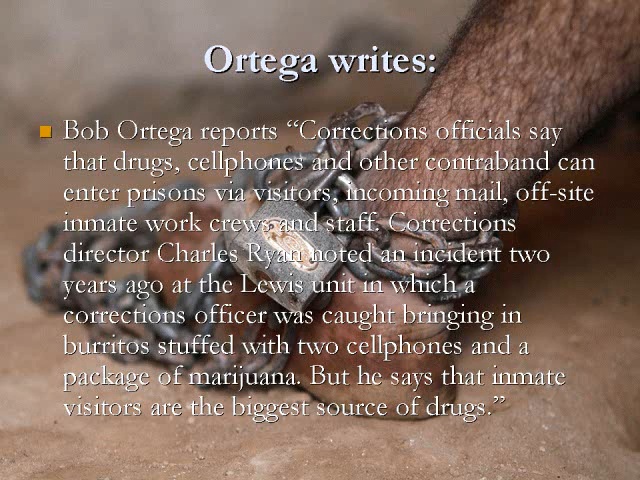 Ortega writes:
Bob Ortega reports “Corrections officials say
that drugs, cellphones and other contraband can
enter prisons via visitors, incoming mail, off-site
inmate work crews and staff. Corrections
director Charles Ryan noted an incident two
years ago at the Lewis unit in which a
corrections officer was caught bringing in
burritos stuffed with two cellphones and a
package of marijuana. But he says that inmate
visitors are the biggest source of drugs.”